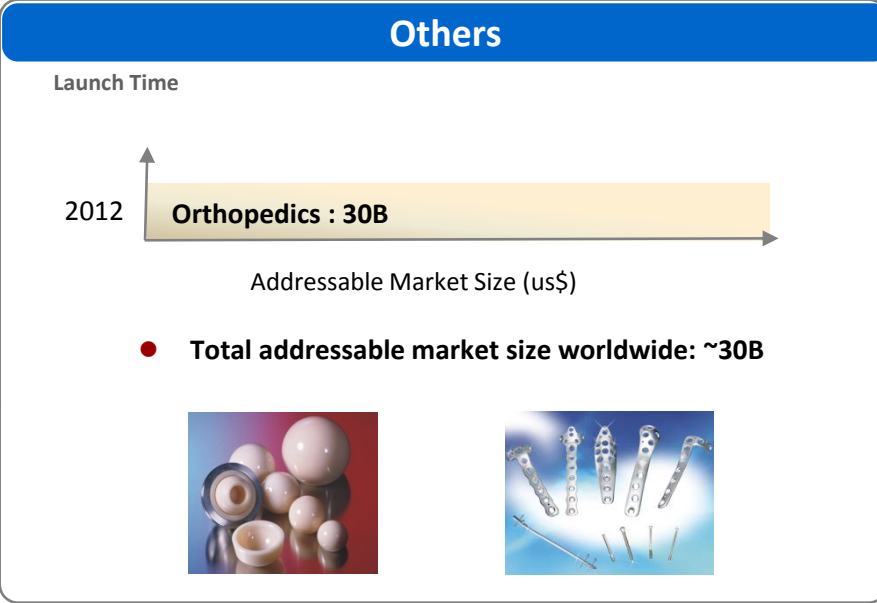 Others
Launch Time
2012
Orthopedics : 30B
Addressable Market Size (us$)
● Total addressable market size worldwide: ~30B